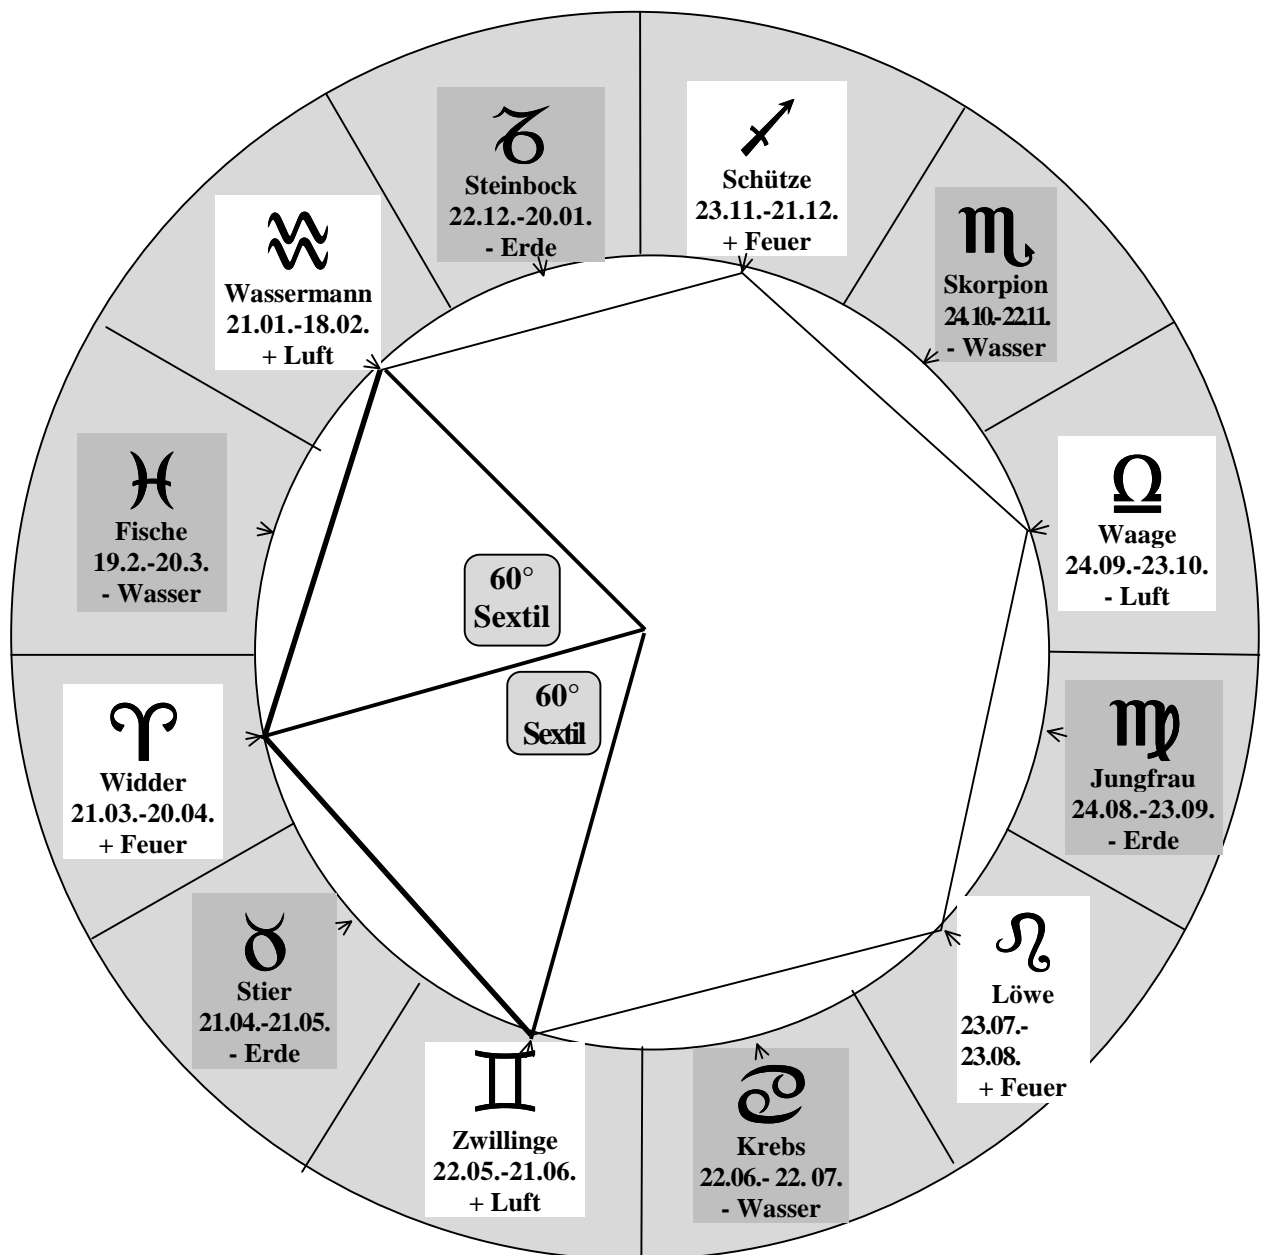 Steinbock
22.12.-20.01.
- Erde
Schütze
23.11.-21.12.
+ Feuer
Wassermann
21.01.-18.02.
+ Luft
Skorpion
24.10.-22.11.
- Wasser
Fische
19.2.-20.3.
- Wasser
Waage
24.09.-23.10.
- Luft
60°
Sextil
60°
Sextil
Widder
21.03.-20.04.
+ Feuer
Jungfrau
24.08.-23.09.
- Erde
Stier
21.04.-21.05.
- Erde
Löwe
23.07.-
23.08.
+ Feuer
Zwillinge
22.05.-21.06.
+ Luft
Krebs
22.06.- 22. 07.
- Wasser